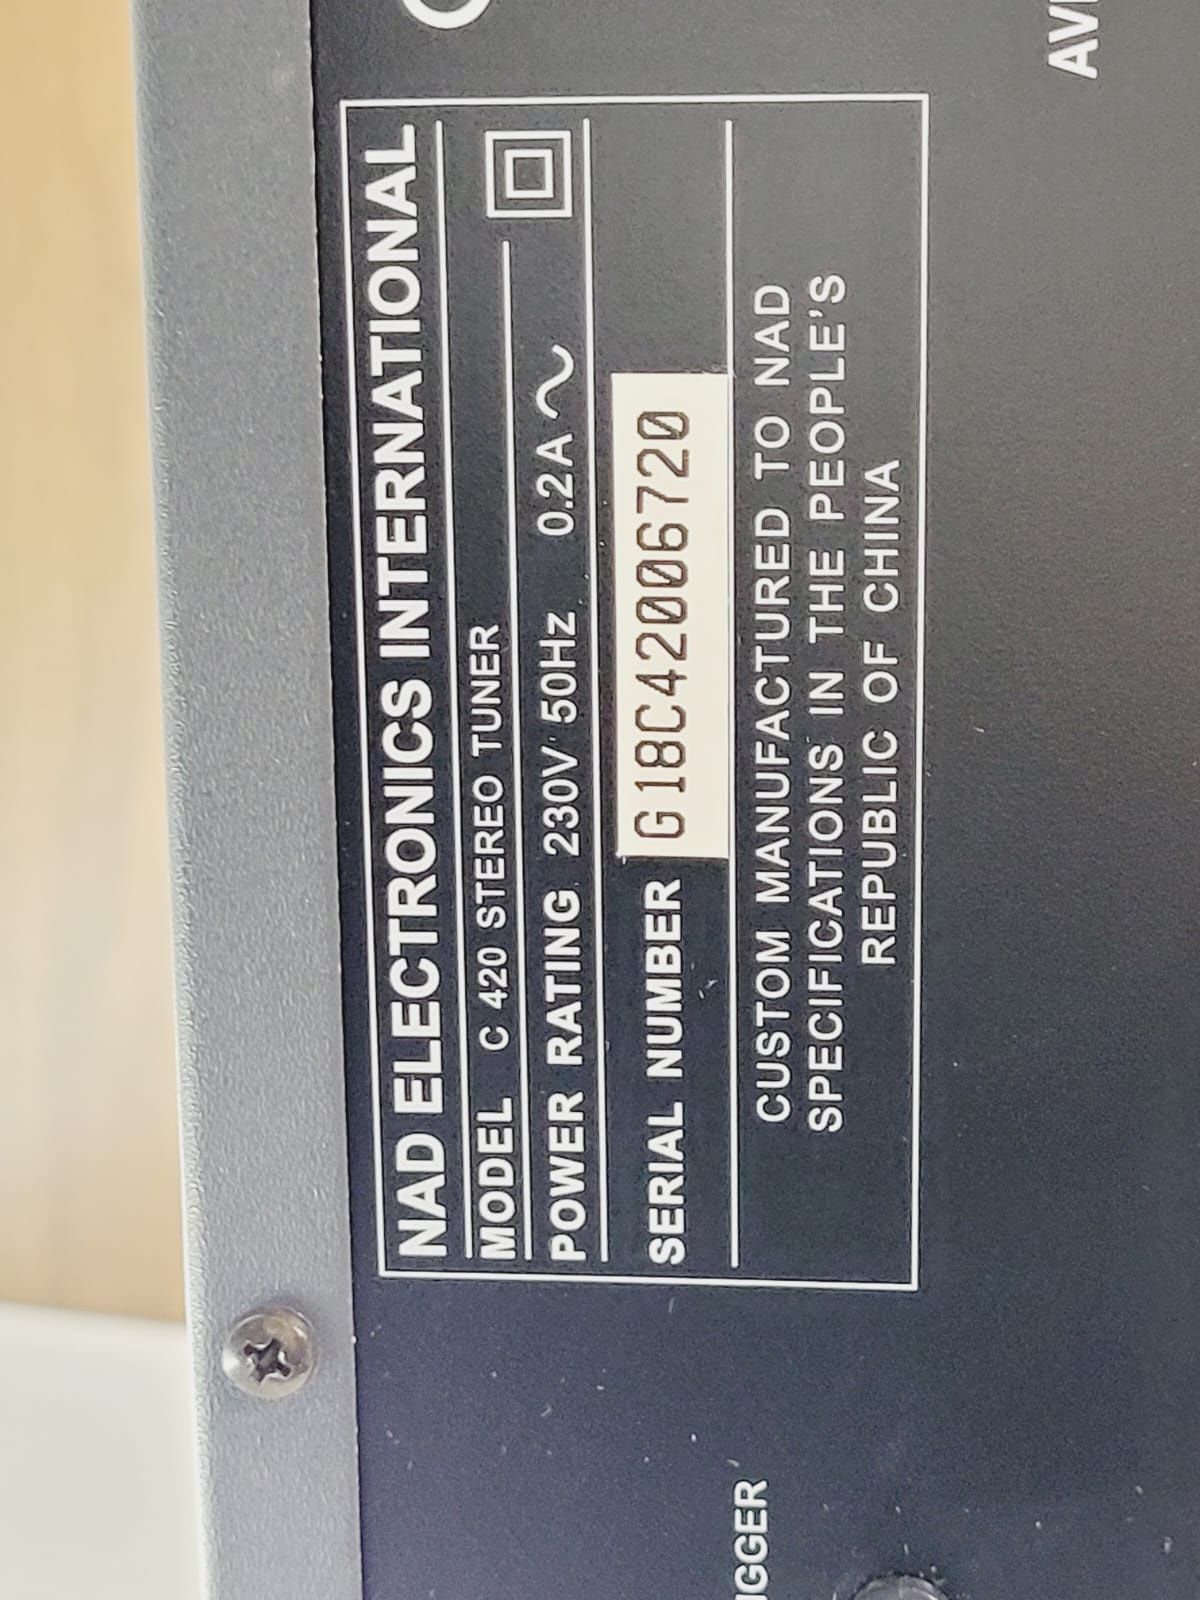 NAD ELECTRONICS INTERNATIONAL
MODEL C 420 STEREO TUNER
POWER RATING 230V 50Hz 0.2A ~
SERIAL NUMBER G18C42006720
CUSTOM MANUFACTURED TO NAD
SPECIFICATIONS IN THE PEOPLE'S
REPUBLIC OF CHINA